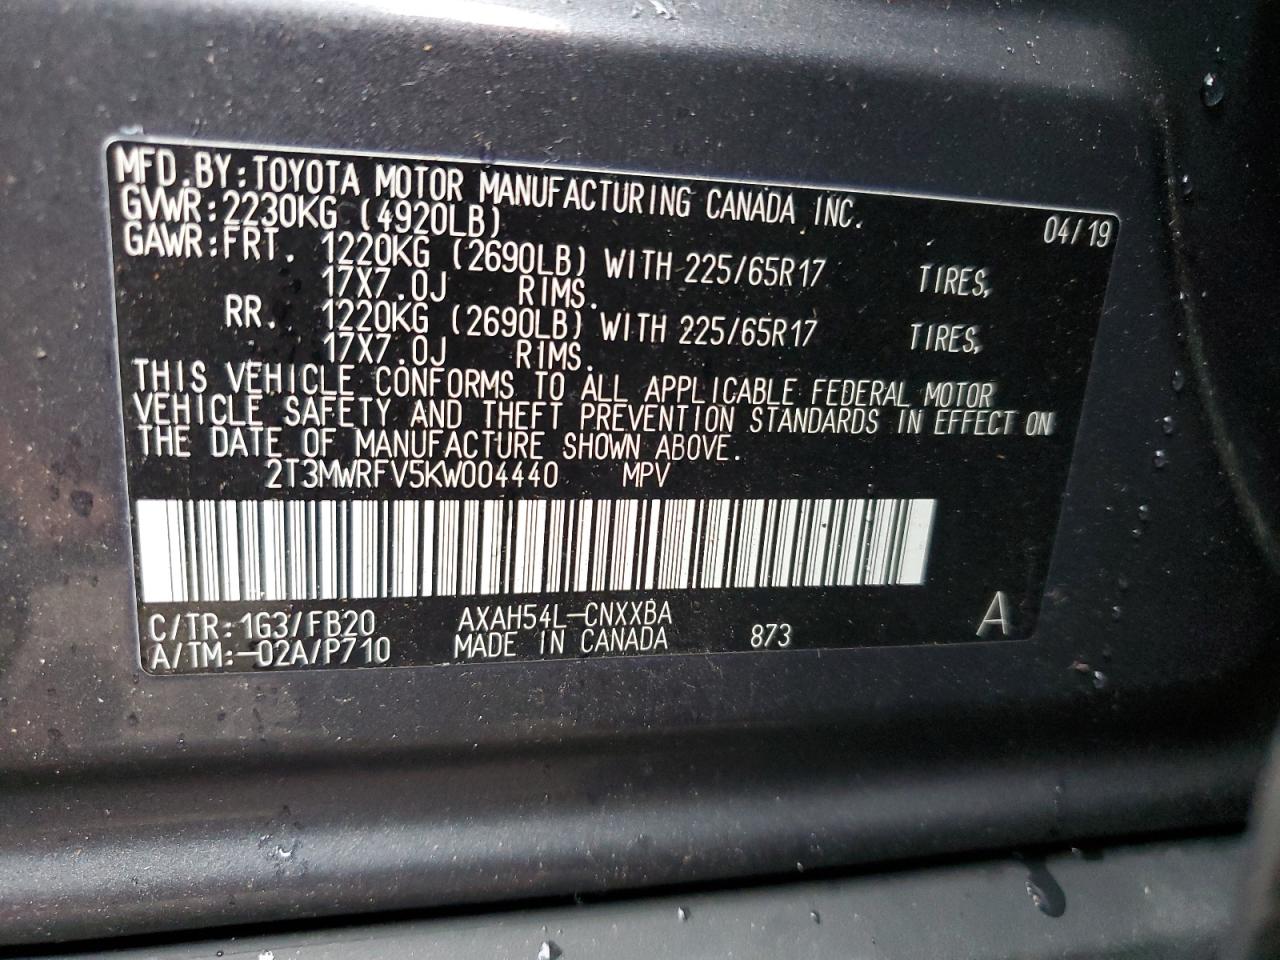 MFD.BY:TOYOTA MOTOR MANUFACTURING CANADA INC. 04/19
GVWR:2230KG (4920LB)
GAWR:FRT. 1220KG (2690LB) WITH 225/65R17 TIRES,
17X7.0J RIMS.
RR. 1220KG (2690LB) WITH 225/65R17 TIRES,
17X7.0J RIMS.
THIS VEHICLE CONFORMS TO ALL APPLICABLE FEDERAL MOTOR
VEHICLE SAFETY AND THEFT PREVENTION STANDARDS IN EFFECT ON
THE DATE OF MANUFACTURE SHOWN ABOVE.
2T3MWRFV5KW004440 MPV
C/TR:1G3/FB20 AXAH54L-CNXXBA
A/TM:-02A/P710 MADE IN CANADA 873 A